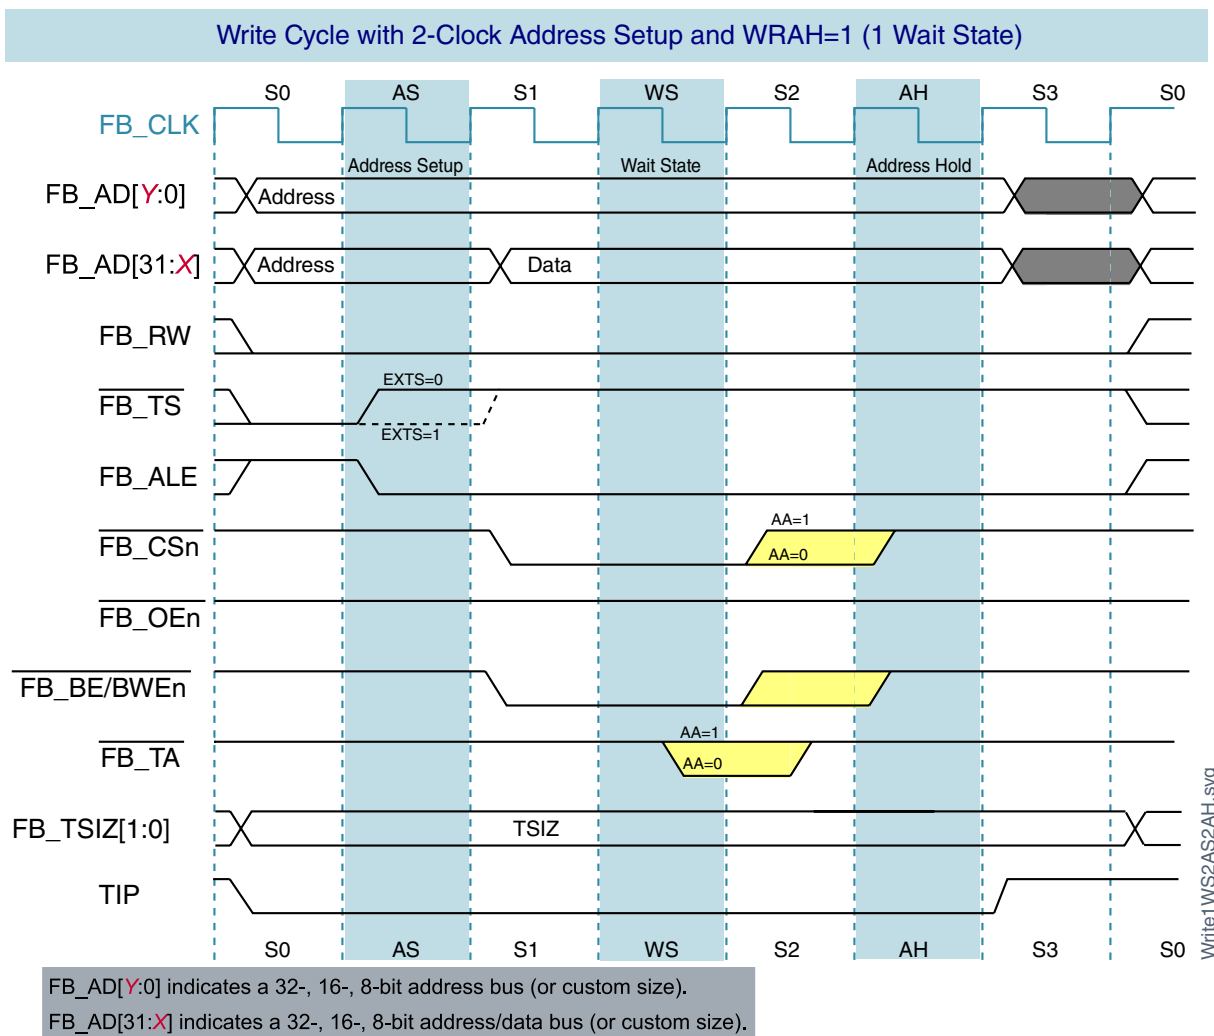 Write Cycle with 2-Clock Address Setup and WRAH=1 (1 Wait State)
S0 AS S1 WS S2 AH S3 S0
FB_CLK
Address Setup Wait State Address Hold
FB_AD[Y:0] Address
FB_AD[31:X] Address Data
FB_RW
EXTS=0
FB_TS
EXTS=1
FB_ALE
AA=1
FB_CSn AA=0
FB_OEn
FB_BE/BWEn
AA=1
FB_TA AA=0
FB_TSIZ[1:0] TSIZ
TIP
S0 AS S1 WS S2 AH S3 S0
Write1WS2AS2AH.svg
FB_AD[Y:0] indicates a 32-, 16-, 8-bit address bus (or custom size).
FB_AD[31:X] indicates a 32-, 16-, 8-bit address/data bus (or custom size).